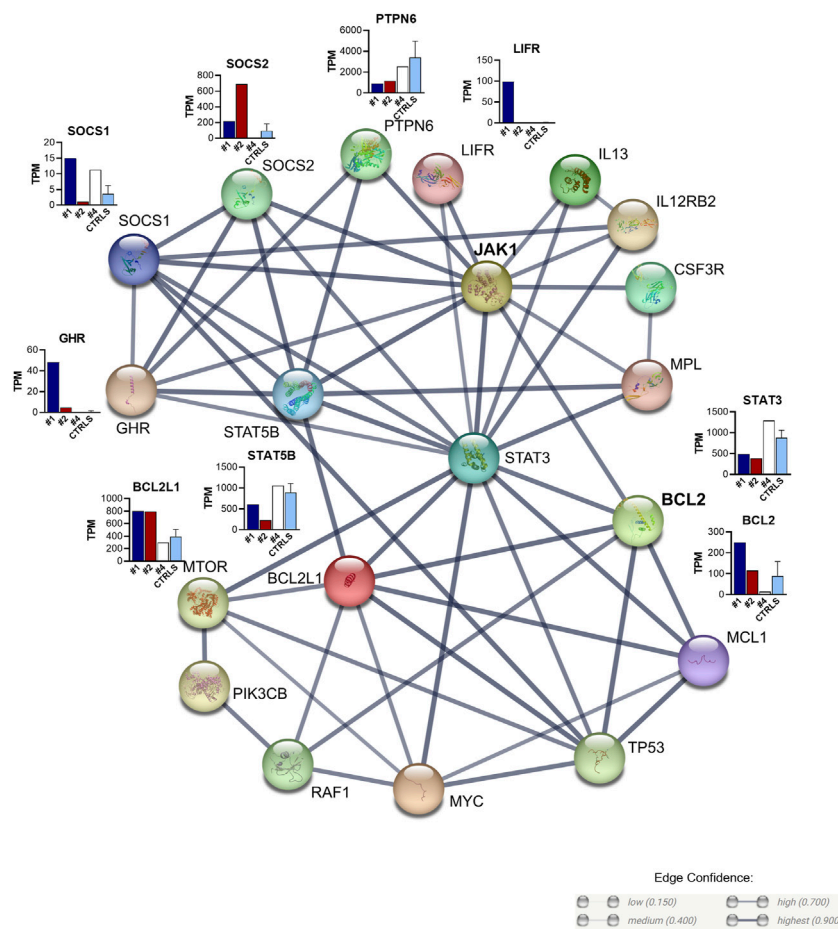 PTPN6
TPM
6000
4000
2000
0
#1 #2 #4 CTRLS
LIFR
TPM
150
100
50
0
#1 #2 #4 CTRLS
SOCS2
TPM
800
600
400
200
0
#1 #2 #4 CTRLS
SOCS1
TPM
20
15
10
5
0
#1 #2 #4 CTRLS
PTPN6
LIFR
IL13
SOCS2
IL12RB2
SOCS1
JAK1
CSF3R
GHR
TPM
60
40
20
0
#1 #2 #4 CTRLS
MPL
GHR
STAT5B
STAT3
TPM
1500
1000
500
0
#1 #2 #4 CTRLS
STAT3
STAT5B
TPM
1500
1000
500
0
#1 #2 #4 CTRLS
BCL2L1
TPM
1000
800
600
400
200
0
#1 #2 #4 CTRLS
BCL2
BCL2
TPM
300
200
100
0
#1 #2 #4 CTRLS
MTOR
BCL2L1
MCL1
PIK3CB
TP53
RAF1
MYC
Edge Confidence:
low (0.150)
high (0.700)
medium (0.400)
highest (0.900